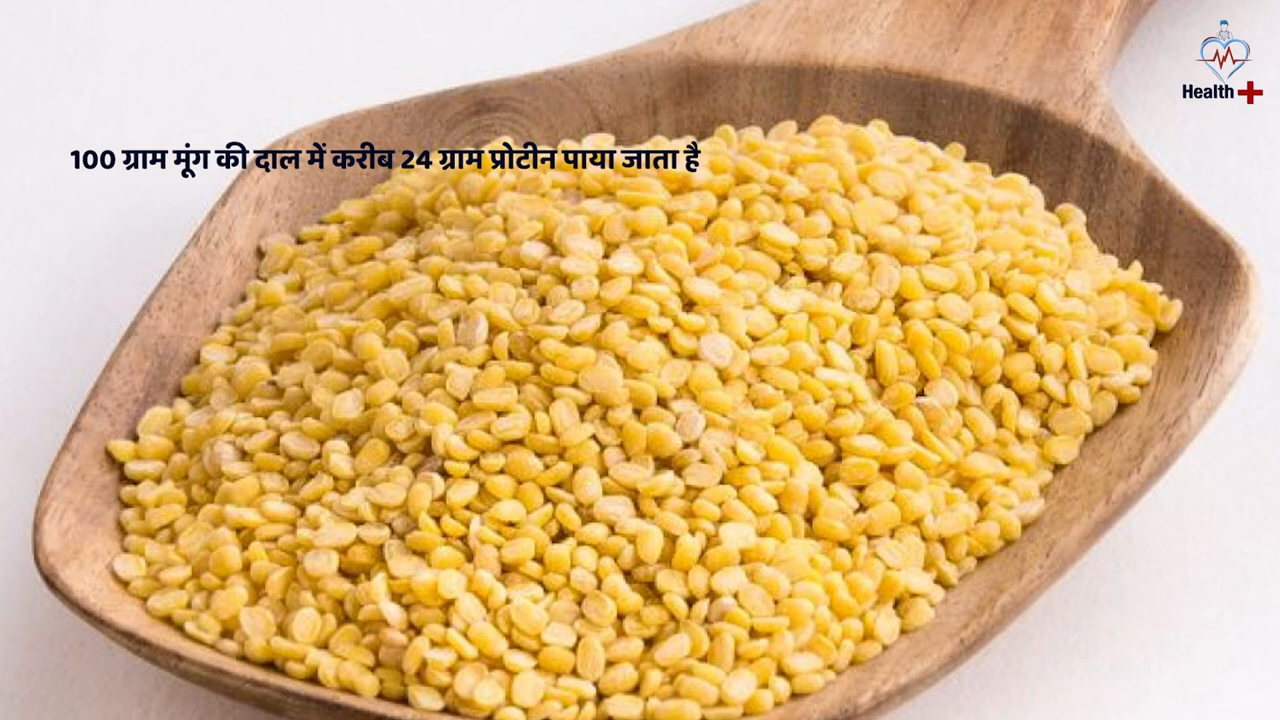 Health
100 ग्राम मूंग की दाल में करीब 24 ग्राम प्रोटीन पाया जाता है